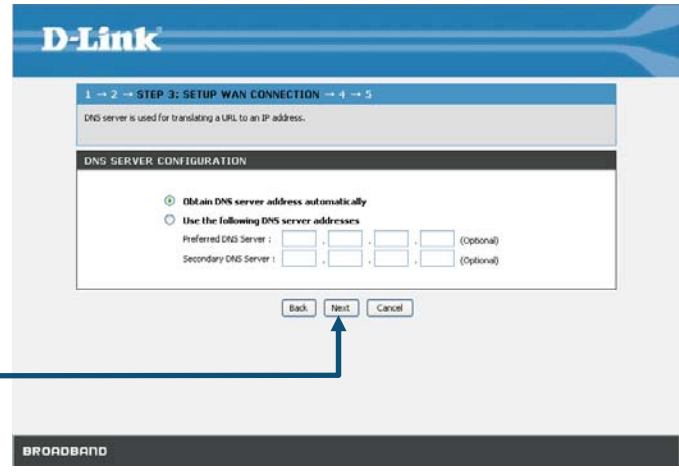 D-Link
1 → 2 → STEP 3: SETUP WAN CONNECTION → 4 → 5
DNS server is used for translating a URL to an IP address.
DNS SERVER CONFIGURATION
Obtain DNS server address automatically
Use the following DNS server addresses
Preferred DNS Server : . . . (Optional)
Secondary DNS Server : . . . (Optional)
Back Next Cancel
BROADBAND